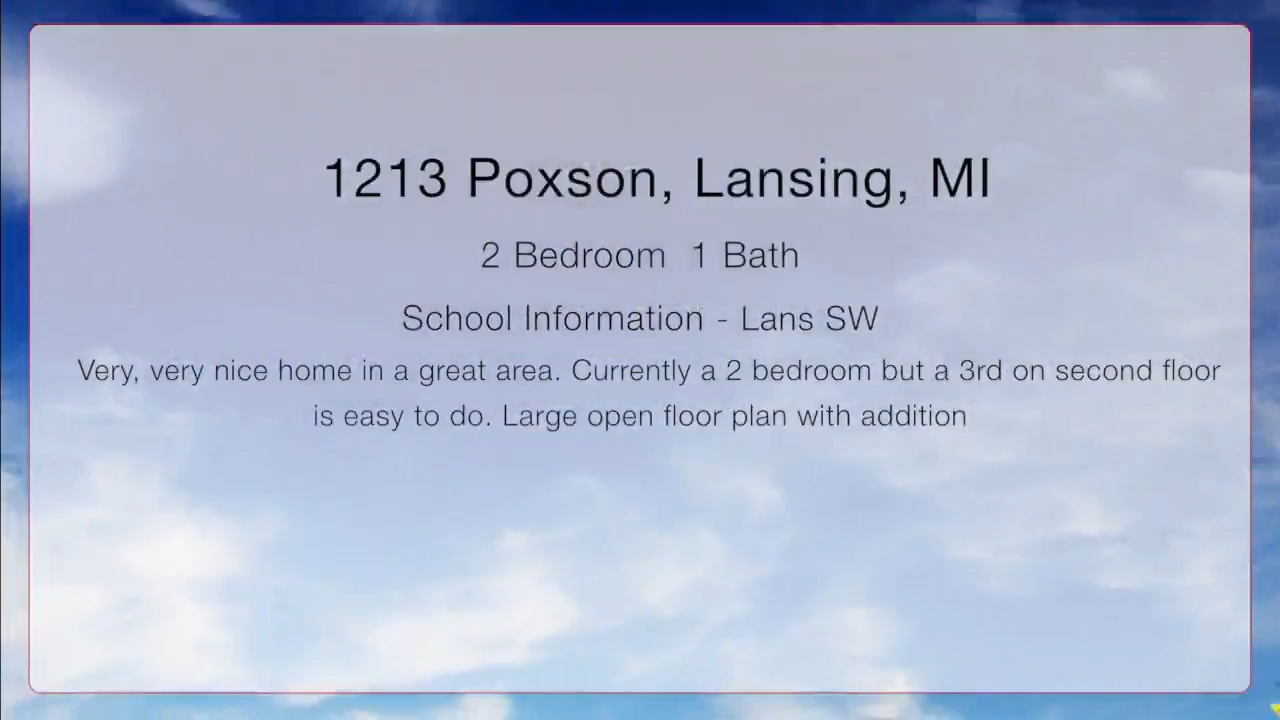 1213 Poxson, Lansing, MI
2 Bedroom 1 Bath
School Information - Lans SW
Very, very nice home in a great area. Currently a 2 bedroom but a 3rd on second floor
is easy to do. Large open floor plan with addition